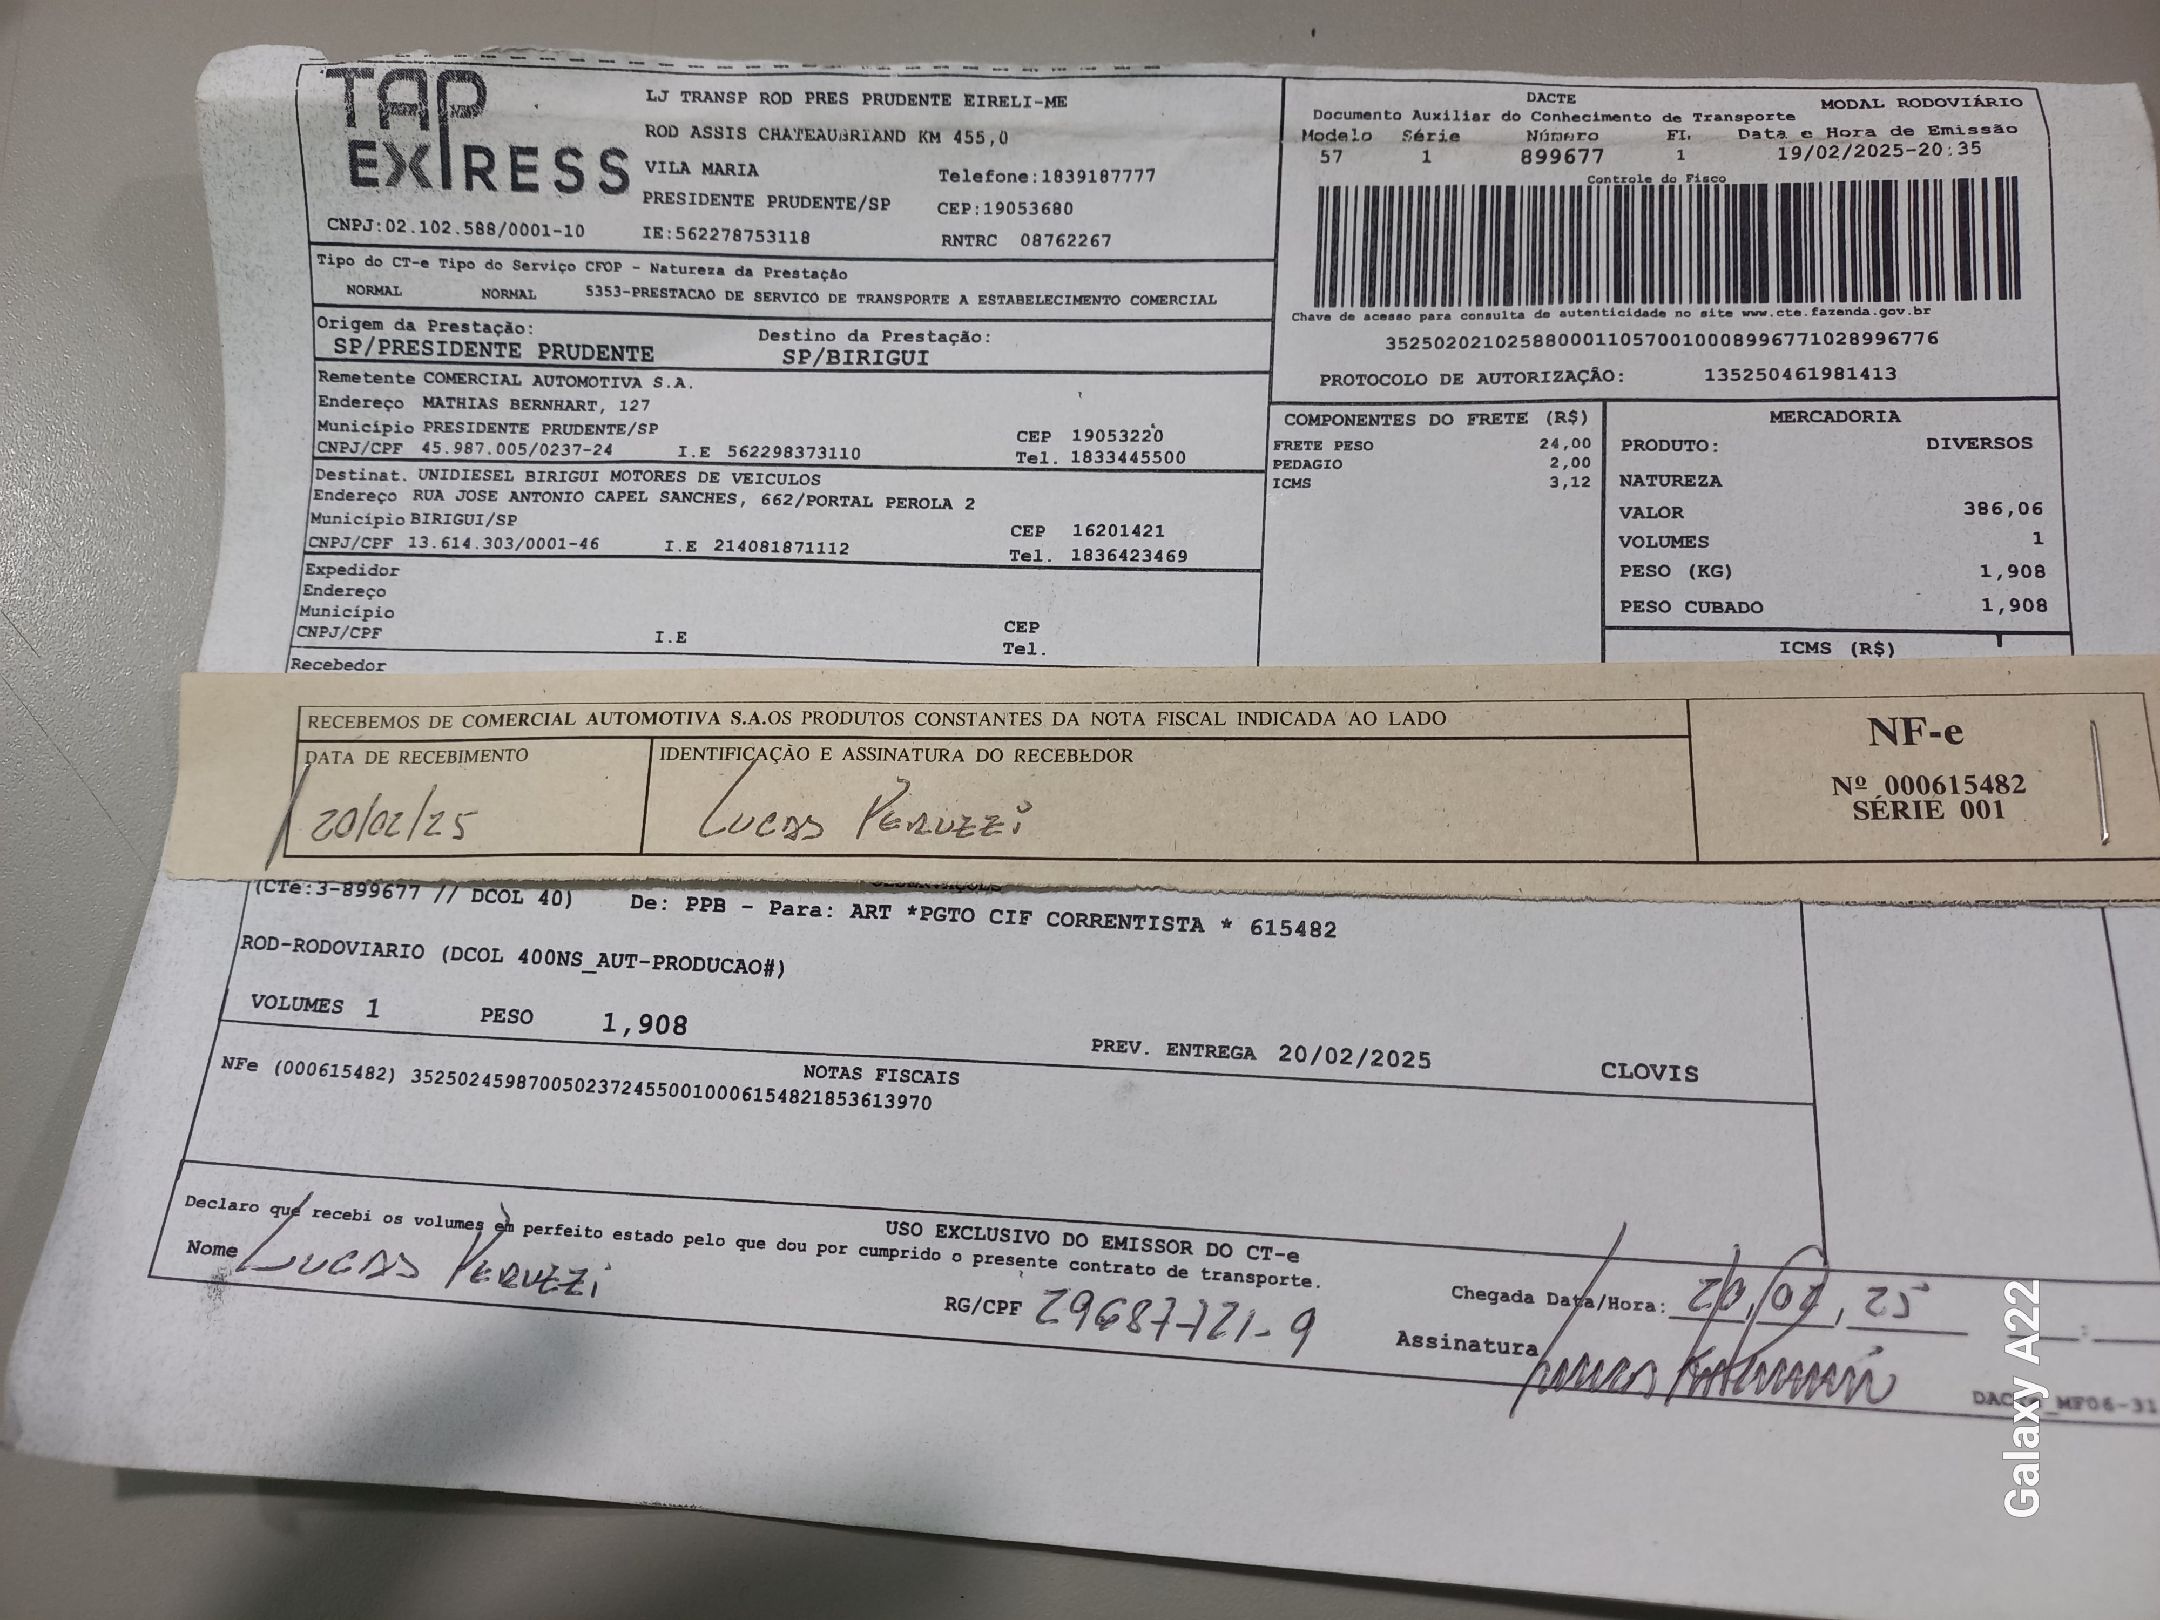 TAP EXPRESS
LJ TRANSP ROD PRES PRUDENTE EIRELI-ME
ROD ASSIS CHATEAUBRIAND KM 455,0
VILA MARIA Telefone:1839187777
PRESIDENTE PRUDENTE/SP CEP:19053680
CNPJ:02.102.588/0001-10 IE:562278753118 RNTRC 08762267
DACTE MODAL RODOVIÁRIO
Documento Auxiliar do Conhecimento de Transporte
Modelo Série Número FL Data e Hora de Emissão
57 1 899677 1 19/02/2025-20:35
Controle do Fisco
Chave de acesso para consulta de autenticidade no site www.cte.fazenda.gov.br
35250202102588000110570010008996771028996776
PROTOCOLO DE AUTORIZAÇÃO: 135250461981413
Tipo do CT-e Tipo do Serviço CFOP - Natureza da Prestação
NORMAL NORMAL 5353-PRESTACAO DE SERVICO DE TRANSPORTE A ESTABELECIMENTO COMERCIAL
Origem da Prestação: Destino da Prestação:
SP/PRESIDENTE PRUDENTE SP/BIRIGUI
Remetente COMERCIAL AUTOMOTIVA S.A.
Endereço MATHIAS BERNHART, 127
Município PRESIDENTE PRUDENTE/SP CEP 19053220
CNPJ/CPF 45.987.005/0237-24 I.E 562298373110 Tel. 1833445500
Destinat. UNIDIESEL BIRIGUI MOTORES DE VEICULOS
Endereço RUA JOSE ANTONIO CAPEL SANCHES, 662/PORTAL PEROLA 2
Município BIRIGUI/SP CEP 16201421
CNPJ/CPF 13.614.303/0001-46 I.E 214081871112 Tel. 1836423469
Expedidor
Endereço
Município CEP
CNPJ/CPF I.E Tel.
Recebedor
COMPONENTES DO FRETE (R$)
FRETE PESO 24,00
PEDAGIO 2,00
ICMS 3,12
MERCADORIA
PRODUTO: DIVERSOS
NATUREZA
VALOR 386,06
VOLUMES 1
PESO (KG) 1,908
PESO CUBADO 1,908
ICMS (R$)
RECEBEMOS DE COMERCIAL AUTOMOTIVA S.A.OS PRODUTOS CONSTANTES DA NOTA FISCAL INDICADA AO LADO
DATA DE RECEBIMENTO IDENTIFICAÇÃO E ASSINATURA DO RECEBEDOR
20/02/25 Lucas Peruzzi
NF-e
Nº 000615482
SÉRIE 001
(CTe:3-899677 // DCOL 40) De: PPB - Para: ART *PGTO CIF CORRENTISTA * 615482
ROD-RODOVIARIO (DCOL 400NS_AUT-PRODUCAO#)
VOLUMES 1 PESO 1,908
PREV. ENTREGA 20/02/2025 CLOVIS
NOTAS FISCAIS
NFe (000615482) 35250245987005023724550010006154821853613970
USO EXCLUSIVO DO EMISSOR DO CT-e
Declaro que recebi os volumes em perfeito estado pelo que dou por cumprido o presente contrato de transporte.
Nome Lucas Peruzzi RG/CPF 29687721-9
Chegada Data/Hora: 20,02,25 :
Assinatura
Galaxy A22